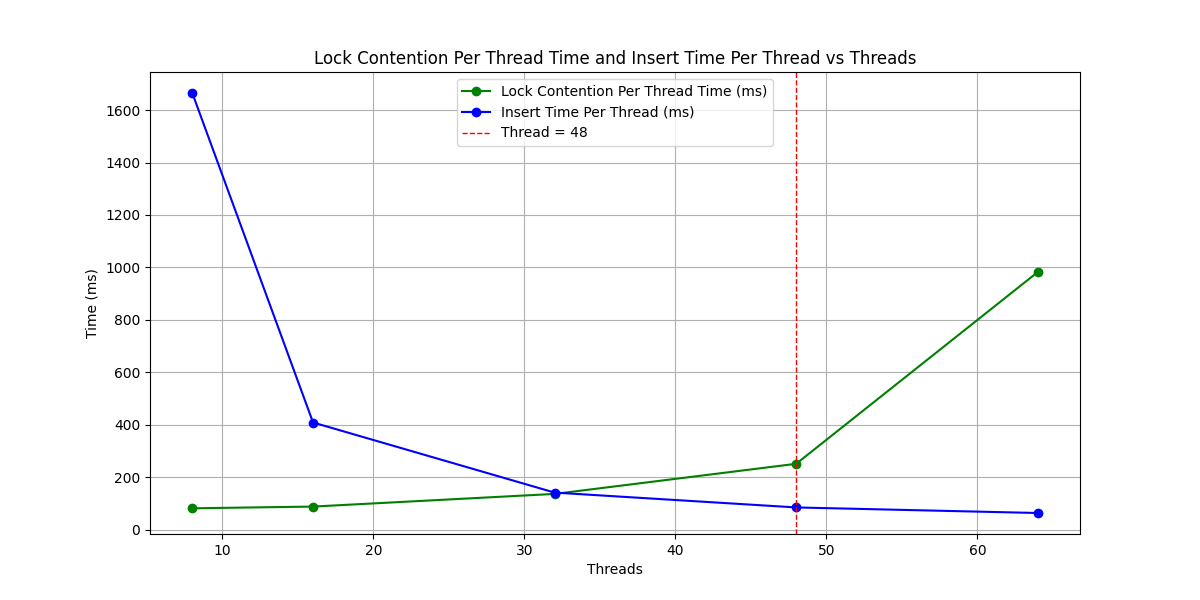 Lock Contention Per Thread Time and Insert Time Per Thread vs Threads
Lock Contention Per Thread Time (ms)
Insert Time Per Thread (ms)
Thread = 48
1600
1400
1200
1000
800
600
400
200
0
Time (ms)
10 20 30 40 50 60
Threads